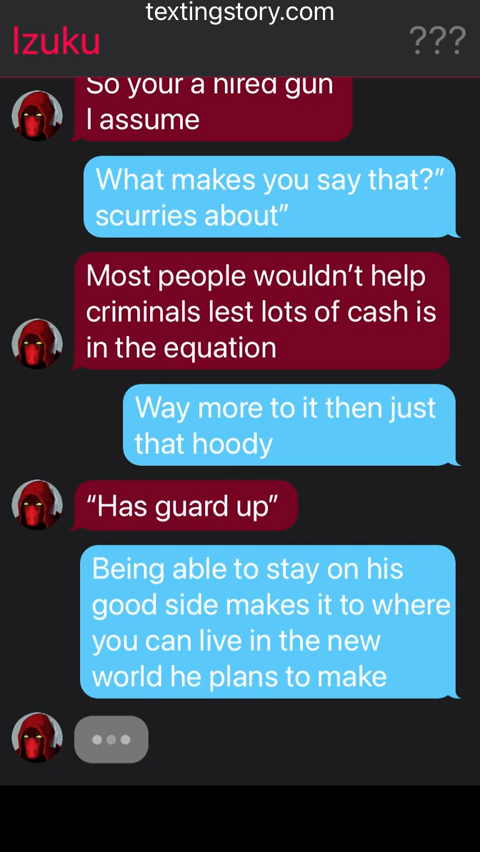 textingstory.com
Izuku
???
So your a hired gun
I assume
What makes you say that?”
scurries about”
Most people wouldn’t help
criminals lest lots of cash is
in the equation
Way more to it then just
that hoody
“Has guard up”
Being able to stay on his
good side makes it to where
you can live in the new
world he plans to make